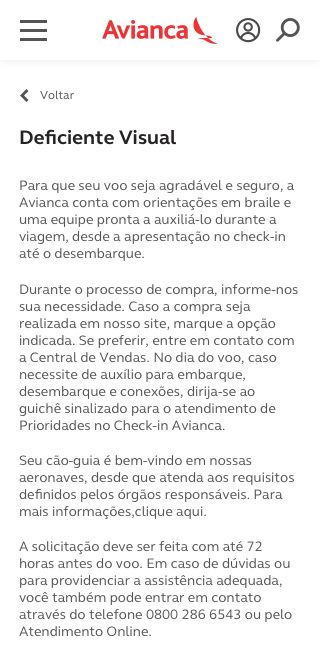 Avianca
Voltar
Deficiente Visual
Para que seu voo seja agradável e seguro, a
Avianca conta com orientações em braile e
uma equipe pronta a auxiliá-lo durante a
viagem, desde a apresentação no check-in
até o desembarque.
Durante o processo de compra, informe-nos
sua necessidade. Caso a compra seja
realizada em nosso site, marque a opção
indicada. Se preferir, entre em contato com
a Central de Vendas. No dia do voo, caso
necessite de auxílio para embarque,
desembarque e conexões, dirija-se ao
guichê sinalizado para o atendimento de
Prioridades no Check-in Avianca.
Seu cão-guia é bem-vindo em nossas
aeronaves, desde que atenda aos requisitos
definidos pelos órgãos responsáveis. Para
mais informações,clique aqui.
A solicitação deve ser feita com até 72
horas antes do voo. Em caso de dúvidas ou
para providenciar a assistência adequada,
você também pode entrar em contato
através do telefone 0800 286 6543 ou pelo
Atendimento Online.